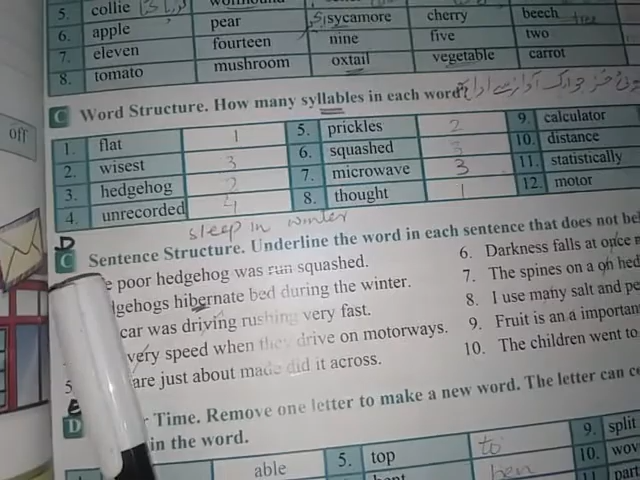 5. collie wolfhound
6. apple pear sycamore cherry beech tree
7. eleven fourteen nine five two
8. tomato mushroom oxtail vegetable carrot
C Word Structure. How many syllables in each word?
1. flat 1 5. prickles 2 9. calculator
2. wisest 3 6. squashed 3 10. distance
3. hedgehog 2 7. microwave 3 11. statistically
4. unrecorded 4 8. thought 1 12. motor
sleep in winter
off
D
C Sentence Structure. Underline the word in each sentence that does not be
poor hedgehog was run squashed. 6. Darkness falls at once
hibernate bed during the winter. 7. The spines on a on hed
car was driving rushing very fast. 8. I use many salt and pe
very speed when they drive on motorways. 9. Fruit is an a importan
5 are just about made did it across. 10. The children went to
E
D Time. Remove one letter to make a new word. The letter can
in the word.
able 5. top to 9. split
hen 10. wov
11. part